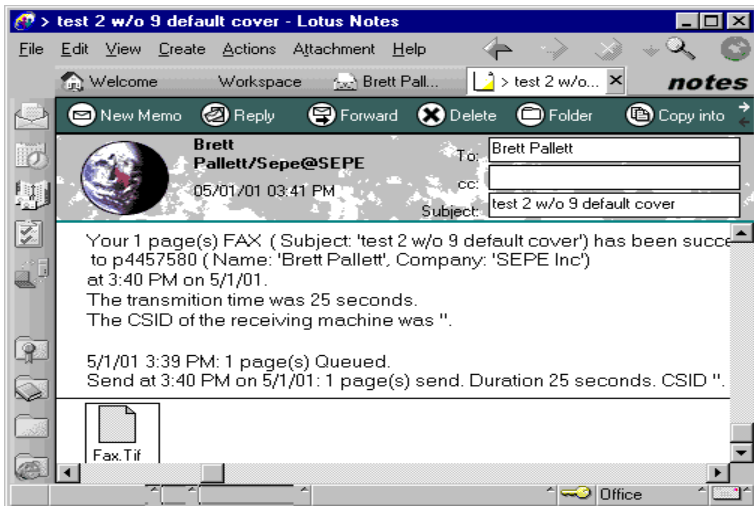 > test 2 w/o 9 default cover - Lotus Notes
File Edit View Create Actions Attachment Help
Welcome Workspace Brett Pall... > test 2 w/o... notes
New Memo Reply Forward Delete Folder Copy into
Brett
Pallett/Sepe@SEPE
05/01/01 03:41 PM
To: Brett Pallett
cc:
Subject: test 2 w/o 9 default cover
Your 1 page(s) FAX ( Subject: 'test 2 w/o 9 default cover') has been succe
to p4457580 ( Name: 'Brett Pallett', Company: 'SEPE Inc')
at 3:40 PM on 5/1/01.
The transmition time was 25 seconds.
The CSID of the receiving machine was ''.
5/1/01 3:39 PM: 1 page(s) Queued.
Send at 3:40 PM on 5/1/01: 1 page(s) send. Duration 25 seconds. CSID ''.
Fax.Tif
Office